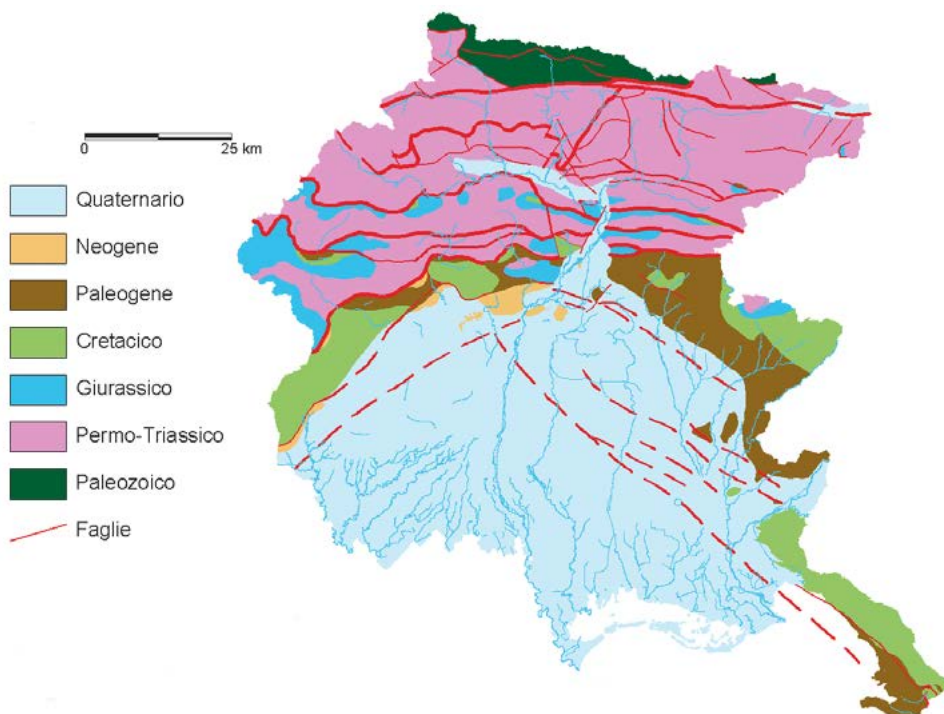 0 25 km
Quaternario
Neogene
Paleogene
Cretacico
Giurassico
Permo-Triassico
Paleozoico
Faglie